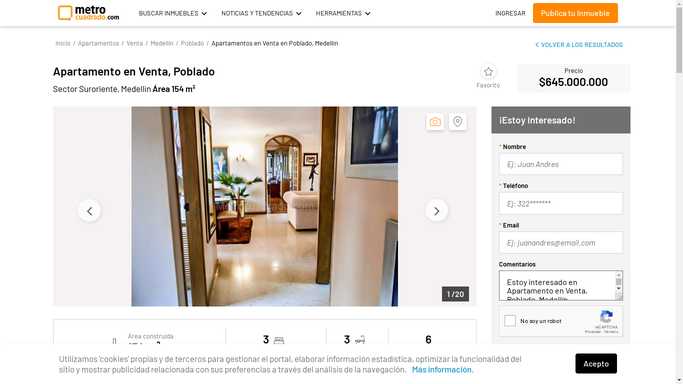 metro
cuadrado.com
BUSCAR INMUEBLES
NOTICIAS Y TENDENCIAS
HERRAMIENTAS
INGRESAR
Publica tu inmueble
Inicio / Apartamentos / Venta / Medellín / Poblado / Apartamentos en Venta en Poblado, Medellín
VOLVER A LOS RESULTADOS
Apartamento en Venta, Poblado
Sector Suroriente, Medellín Área 154 m²
Favorito
Precio
$645.000.000
1 / 20
¡Estoy Interesado!
* Nombre
Ej: Juan Andres
* Teléfono
Ej: 322*******
* Email
Ej: juanandres@email.com
Comentarios
Estoy interesado en
Apartamento en Venta,
Poblado, Medellín
No soy un robot
reCAPTCHA
Privacidad - Términos
Área construida
3
3
6
Utilizamos 'cookies' propias y de terceros para gestionar el portal, elaborar información estadística, optimizar la funcionalidad del
sitio y mostrar publicidad relacionada con sus preferencias a través del análisis de la navegación. Más información.
Acepto